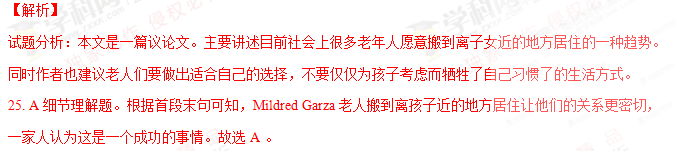 【解析】
试题分析：本文是一篇议论文。主要讲述目前社会上很多老年人愿意搬到离子女近的地方居住的一种趋势。
同时作者也建议老人们要做出适合自己的选择，不要仅仅为孩子考虑而牺牲了自己习惯了的生活方式。
25. A 细节理解题。根据首段末句可知，Mildred Garza 老人搬到离孩子近的地方居住让他们的关系更密切，
一家人认为这是一个成功的事情。故选 A 。